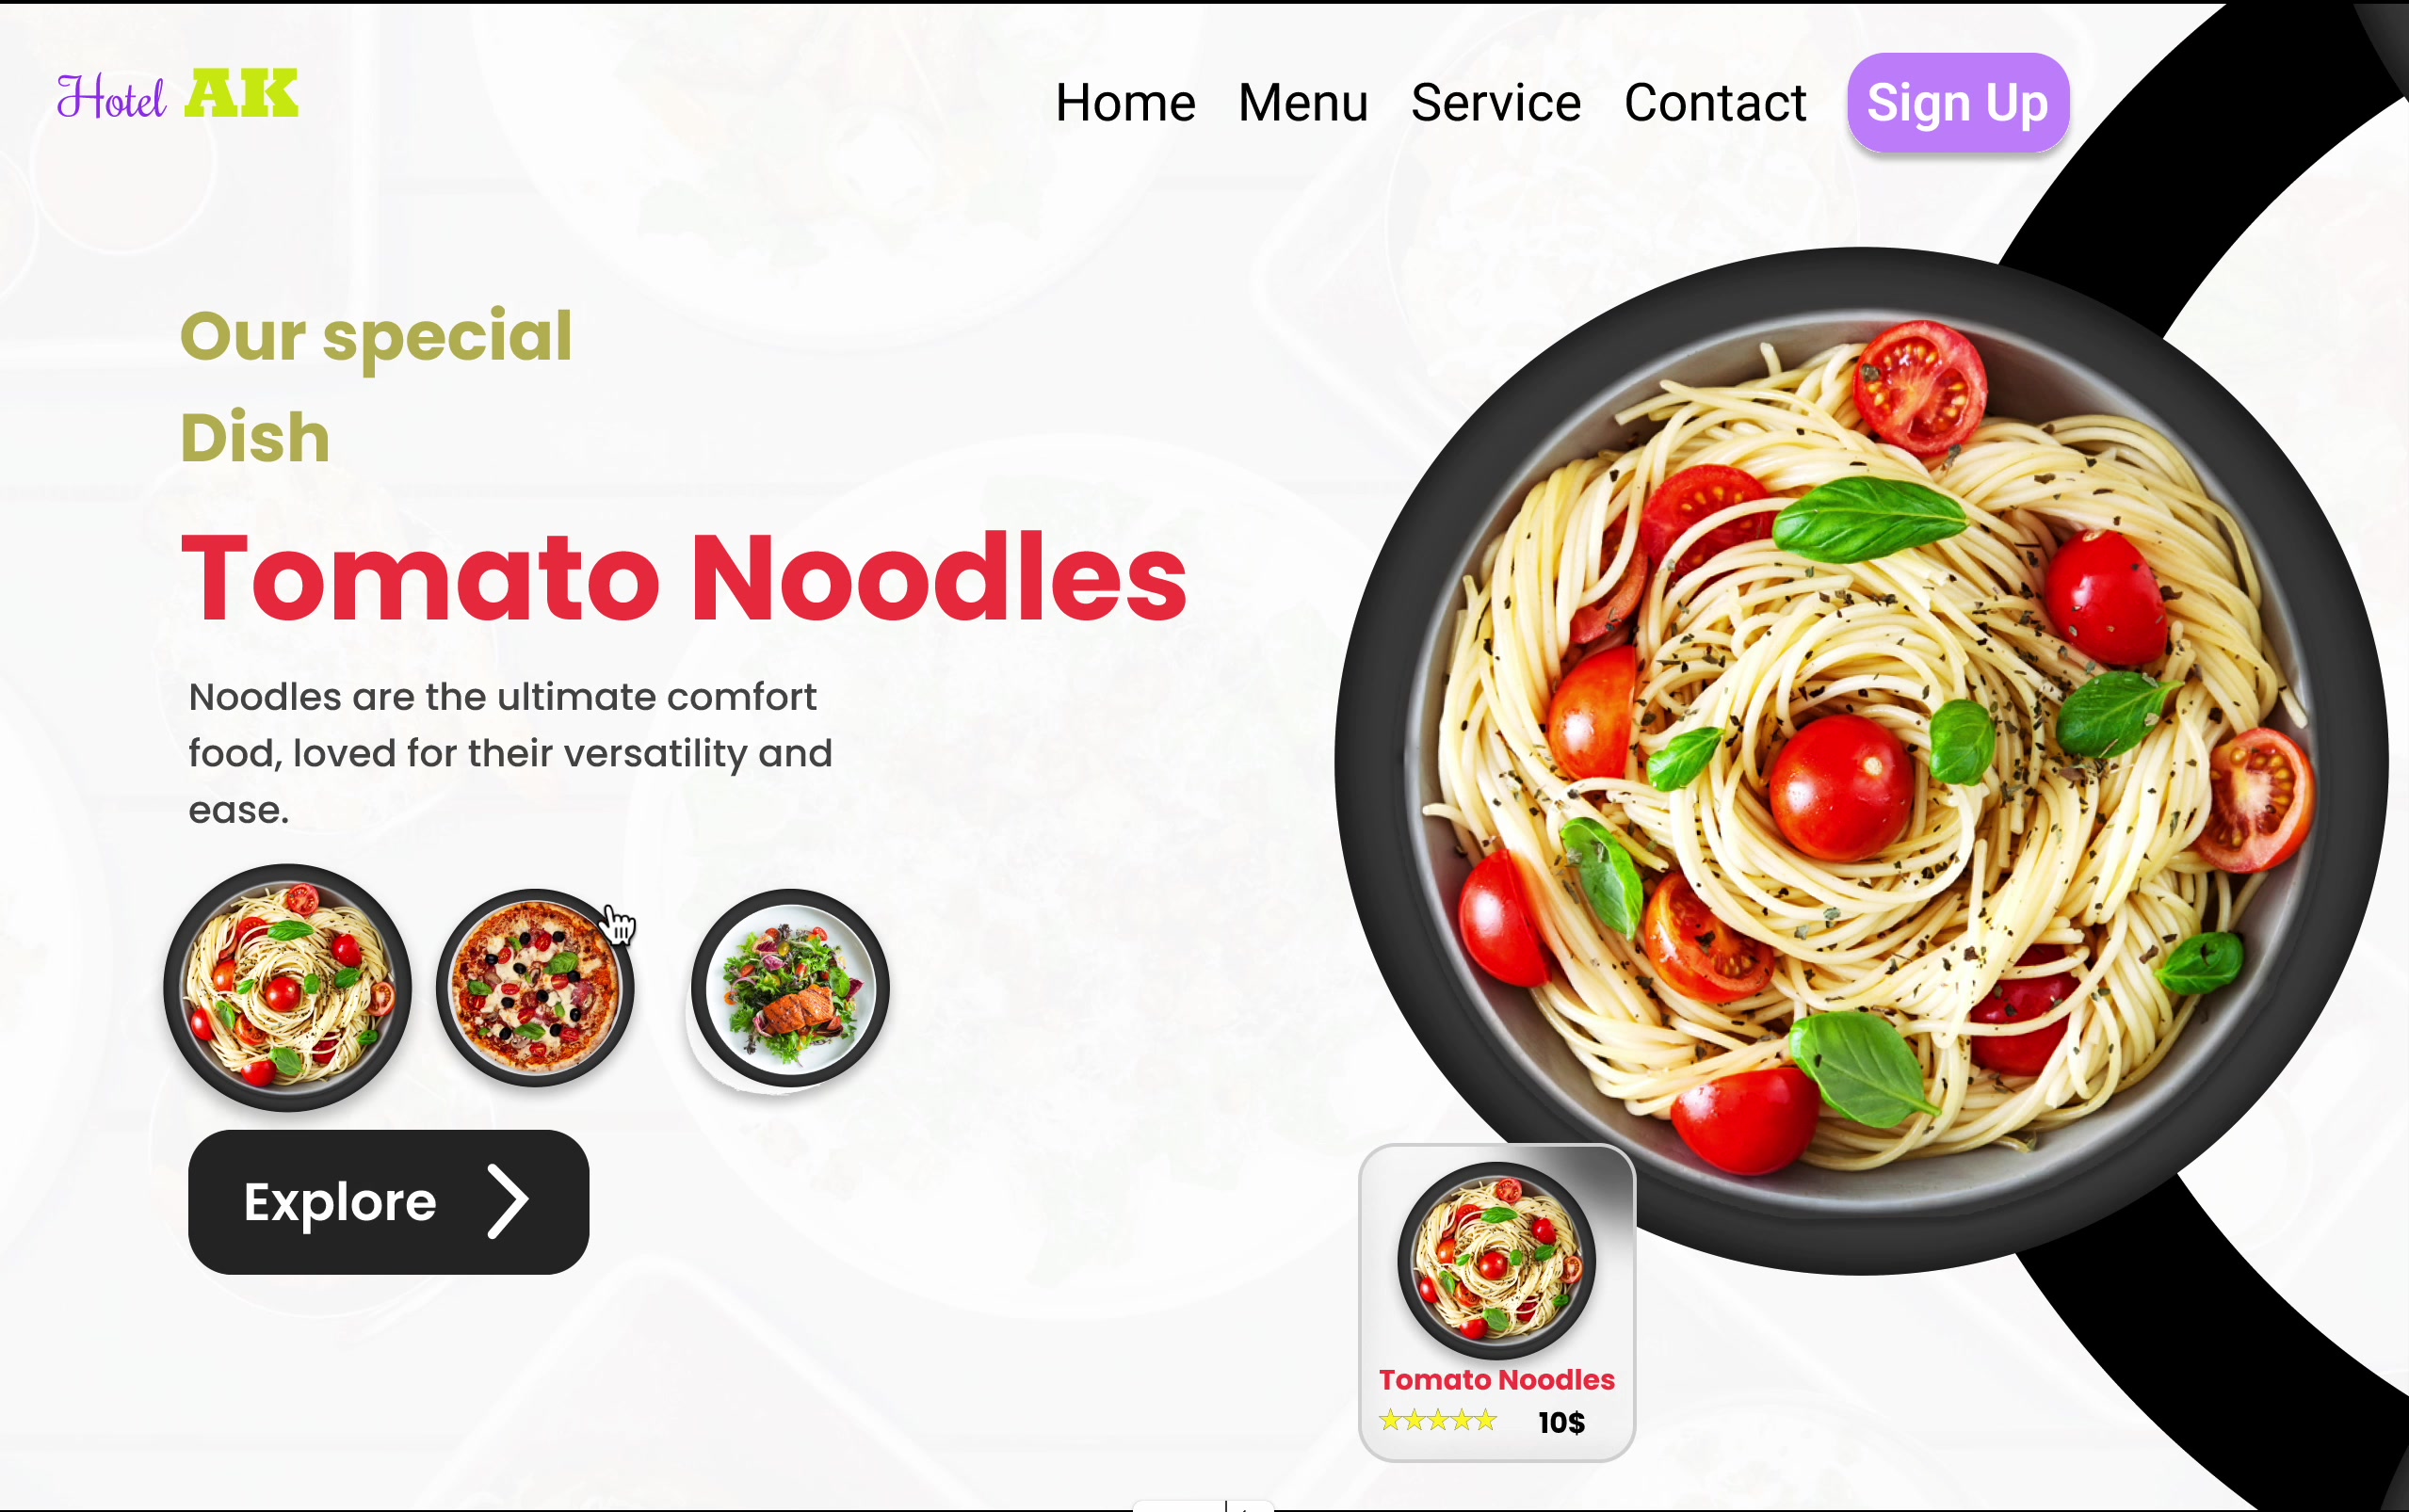 Hotel AK
Home Menu Service Contact Sign Up
Our special
Dish
Tomato Noodles
Noodles are the ultimate comfort
food, loved for their versatility and
ease.
Explore
Tomato Noodles
10$